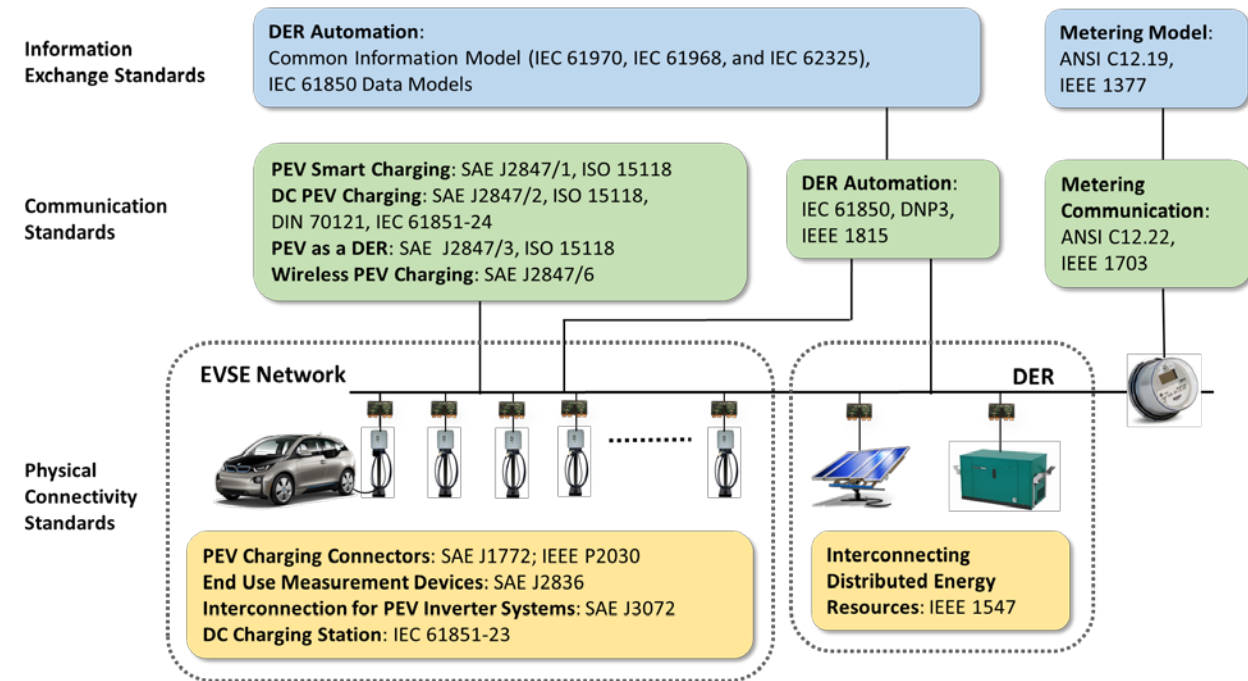 Information
Exchange Standards
DER Automation:
Common Information Model (IEC 61970, IEC 61968, and IEC 62325),
IEC 61850 Data Models
Metering Model:
ANSI C12.19,
IEEE 1377
Communication
Standards
PEV Smart Charging: SAE J2847/1, ISO 15118
DC PEV Charging: SAE J2847/2, ISO 15118,
DIN 70121, IEC 61851-24
PEV as a DER: SAE J2847/3, ISO 15118
Wireless PEV Charging: SAE J2847/6
DER Automation:
IEC 61850, DNP3,
IEEE 1815
Metering
Communication:
ANSI C12.22,
IEEE 1703
EVSE Network
DER
Physical
Connectivity
Standards
PEV Charging Connectors: SAE J1772; IEEE P2030
End Use Measurement Devices: SAE J2836
Interconnection for PEV Inverter Systems: SAE J3072
DC Charging Station: IEC 61851-23
Interconnecting
Distributed Energy
Resources: IEEE 1547